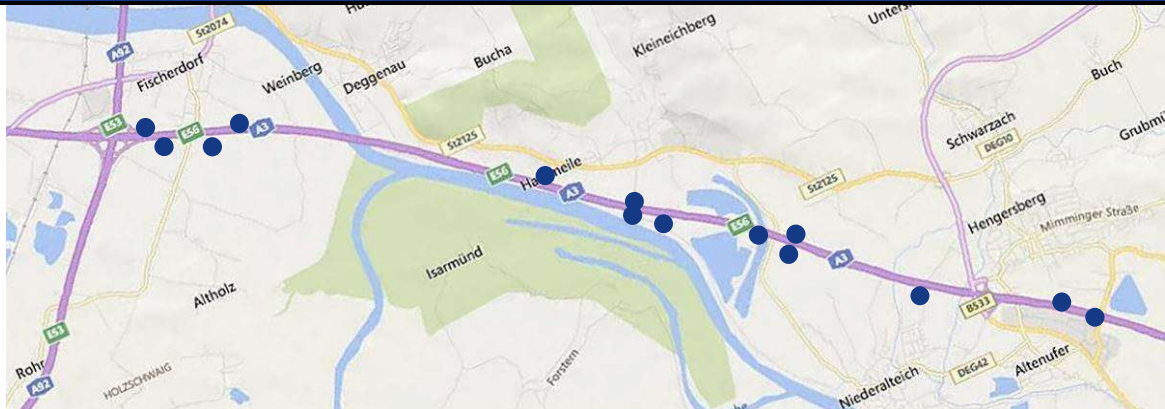 St2074
A92
Fischerdorf
Weinberg
Deggenau
Bucha
Kleineichberg
Buch
Schwarzach
DEG10
E53
E56
A3
St2125
E56
A3
St2125
E56
A3
Hengersberg
Mimminger Straße
Isarmünd
Altholz
B533
E53
Rohr
A92
HOLZSCHWAIG
Forstern
Niederalteich
DEG42
Altenufer